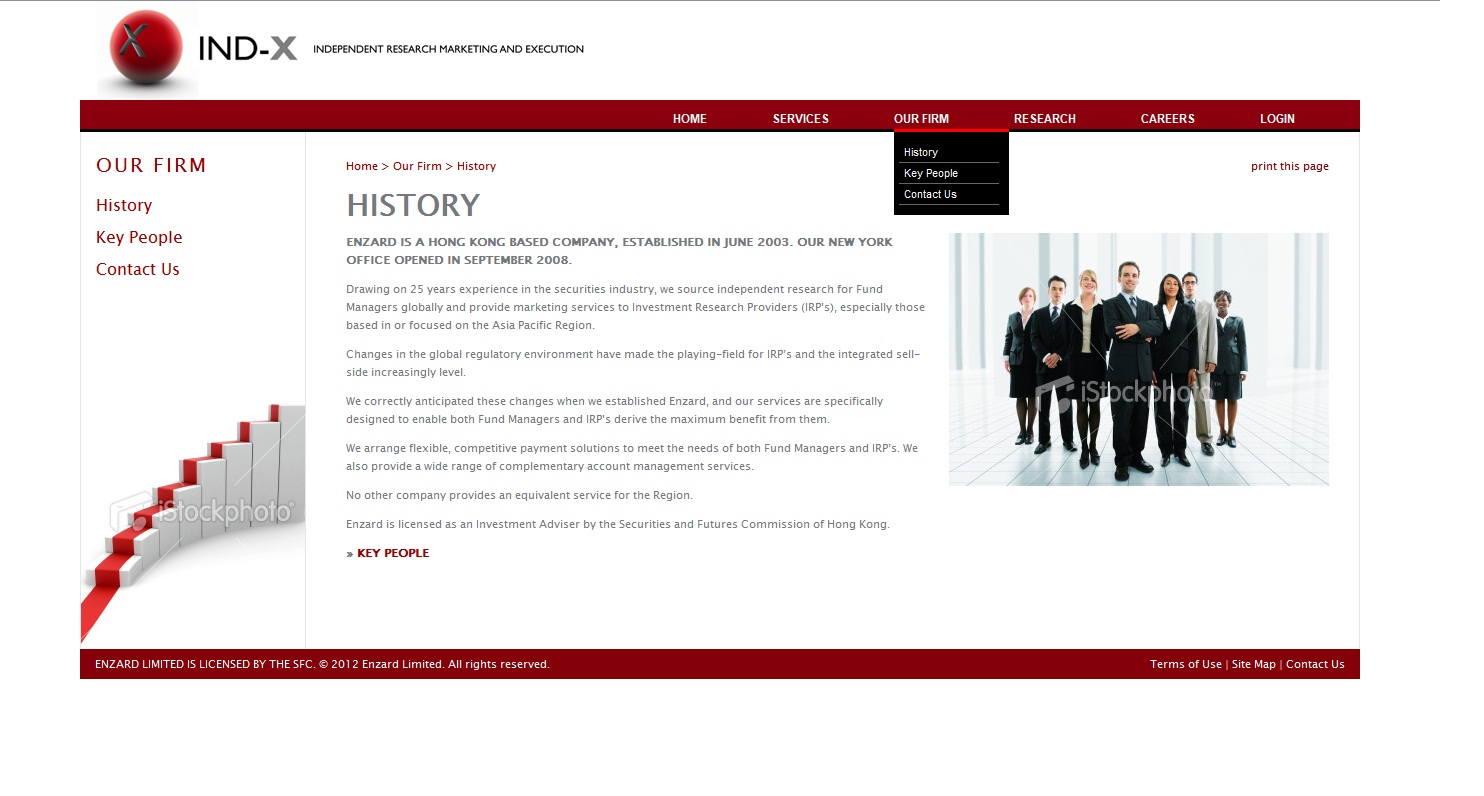 X IND-X INDEPENDENT RESEARCH MARKETING AND EXECUTION
HOME SERVICES OUR FIRM RESEARCH CAREERS LOGIN
History
Key People
Contact Us
OUR FIRM
History
Key People
Contact Us
iStockphoto®
Home > Our Firm > History
print this page
HISTORY
ENZARD IS A HONG KONG BASED COMPANY, ESTABLISHED IN JUNE 2003. OUR NEW YORK
OFFICE OPENED IN SEPTEMBER 2008.
Drawing on 25 years experience in the securities industry, we source independent research for Fund
Managers globally and provide marketing services to Investment Research Providers (IRP's), especially those
based in or focused on the Asia Pacific Region.
Changes in the global regulatory environment have made the playing-field for IRP's and the integrated sell-
side increasingly level.
We correctly anticipated these changes when we established Enzard, and our services are specifically
designed to enable both Fund Managers and IRP's derive the maximum benefit from them.
We arrange flexible, competitive payment solutions to meet the needs of both Fund Managers and IRP's. We
also provide a wide range of complementary account management services.
No other company provides an equivalent service for the Region.
Enzard is licensed as an Investment Adviser by the Securities and Futures Commission of Hong Kong.
» KEY PEOPLE
iStockphoto™
ENZARD LIMITED IS LICENSED BY THE SFC. © 2012 Enzard Limited. All rights reserved.
Terms of Use | Site Map | Contact Us